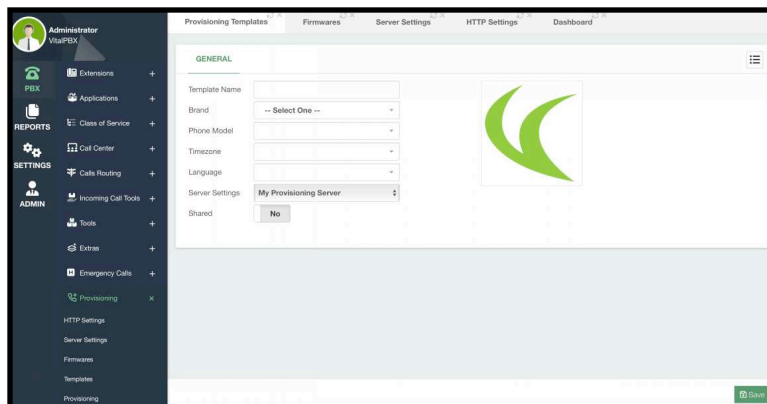 Administrator
VitalPBX
Provisioning Templates
Firmwares
Server Settings
HTTP Settings
Dashboard
PBX
REPORTS
SETTINGS
ADMIN
Extensions
Applications
Class of Service
Call Center
Calls Routing
Incoming Call Tools
Tools
Extras
Emergency Calls
Provisioning
HTTP Settings
Server Settings
Firmwares
Templates
Provisioning
GENERAL
Template Name
Brand
-- Select One --
Phone Model
Timezone
Language
Server Settings
My Provisioning Server
Shared
No
Save